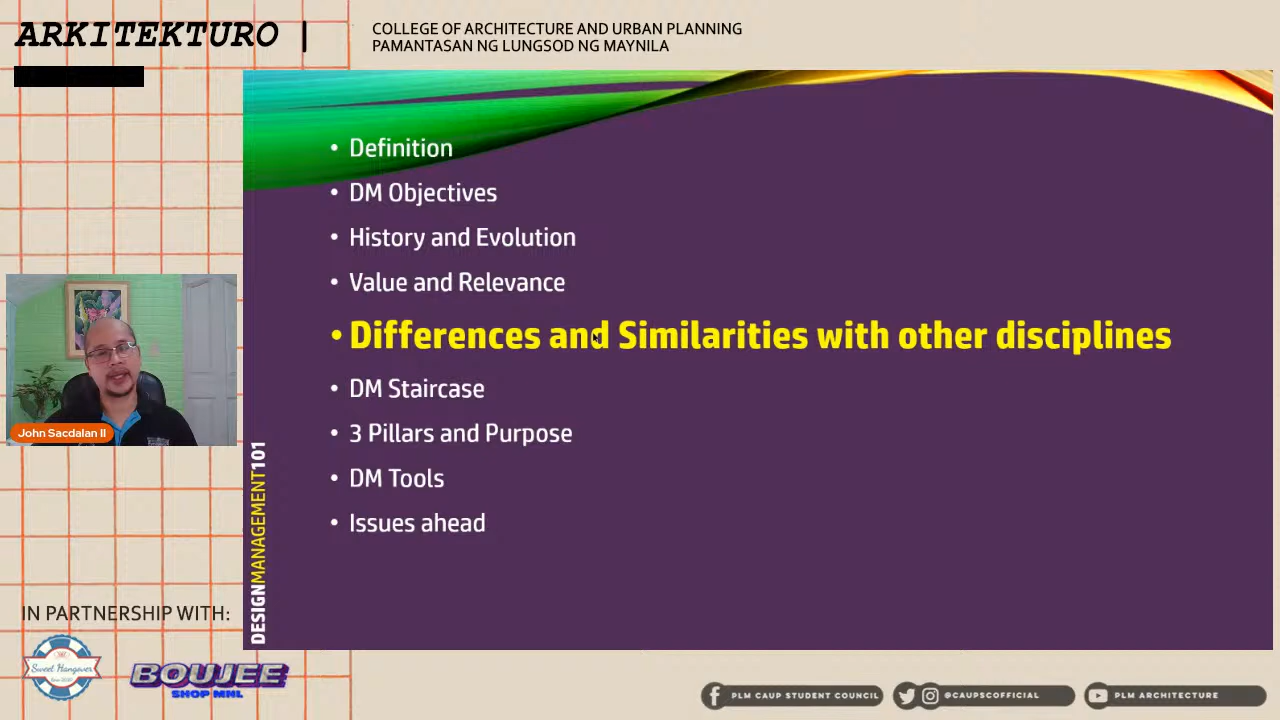 ARKITEKTURO |
COLLEGE OF ARCHITECTURE AND URBAN PLANNING
PAMANTASAN NG LUNGSOD NG MAYNILA
• Definition
• DM Objectives
• History and Evolution
• Value and Relevance
• Differences and Similarities with other disciplines
• DM Staircase
• 3 Pillars and Purpose
• DM Tools
• Issues ahead
DESIGNMANAGEMENT101
John Sacdalan II
IN PARTNERSHIP WITH:
Sweet Hangover
BOUJEE
SHOP MNL
PLM CAUP STUDENT COUNCIL
@CAUPSCOFFICIAL
PLM ARCHITECTURE